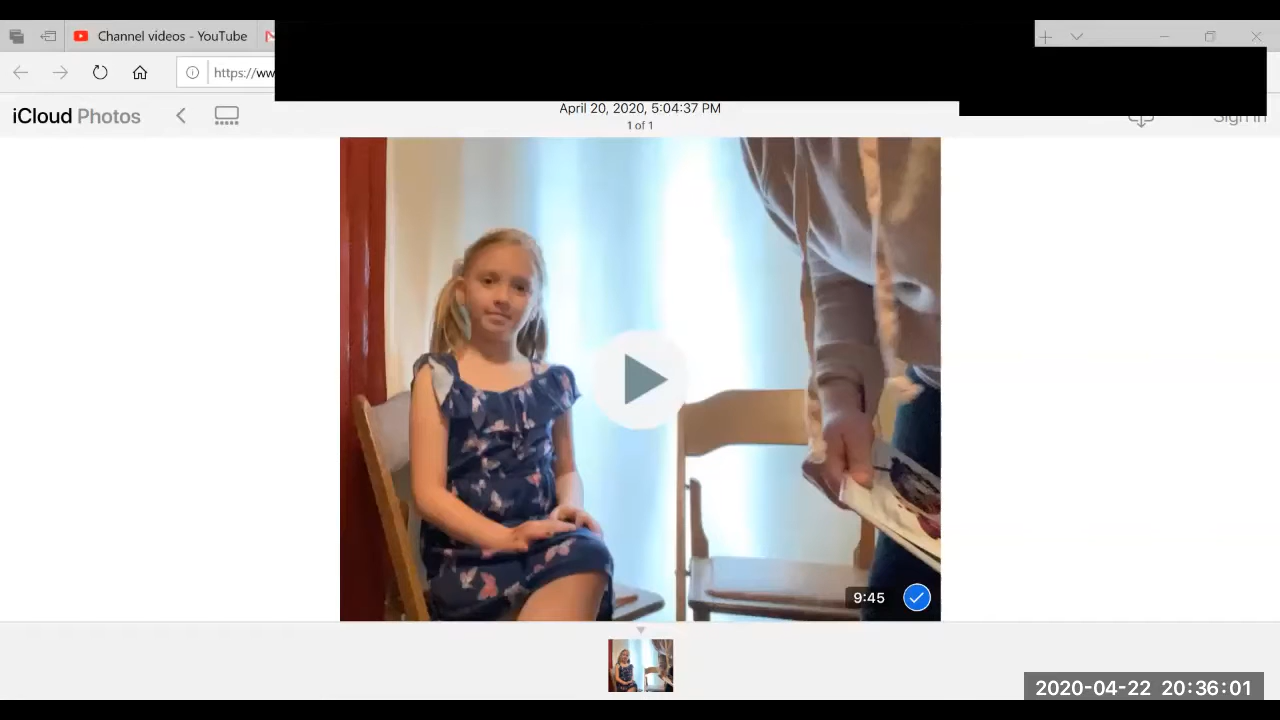 Channel videos - YouTube
https://ww
iCloud Photos
April 20, 2020, 5:04:37 PM
1 of 1
Sign In
9:45
2020-04-22 20:36:01